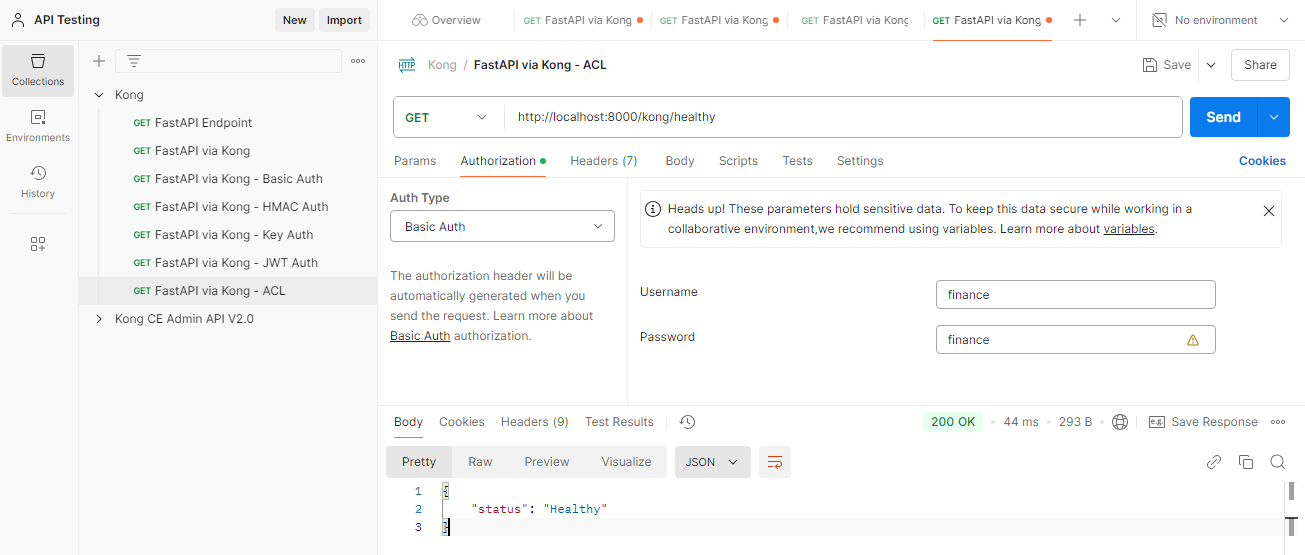 API Testing
New
Import
Overview
GET FastAPI via Kong
GET FastAPI via Kong
GET FastAPI via Kong
GET FastAPI via Kong
No environment
Collections
Environments
History
Kong
GET FastAPI Endpoint
GET FastAPI via Kong
GET FastAPI via Kong - Basic Auth
GET FastAPI via Kong - HMAC Auth
GET FastAPI via Kong - Key Auth
GET FastAPI via Kong - JWT Auth
GET FastAPI via Kong - ACL
Kong CE Admin API V2.0
HTTP Kong / FastAPI via Kong - ACL
Save
Share
GET http://localhost:8000/kong/healthy
Send
Params Authorization Headers (7) Body Scripts Tests Settings
Cookies
Auth Type
Basic Auth
The authorization header will be
automatically generated when you
send the request. Learn more about
Basic Auth authorization.
Heads up! These parameters hold sensitive data. To keep this data secure while working in a
collaborative environment,we recommend using variables. Learn more about variables.
Username finance
Password finance
Body Cookies Headers (9) Test Results
200 OK 44 ms 293 B
e.g. Save Response
Pretty Raw Preview Visualize JSON
1 {
2 "status": "Healthy"
3 }